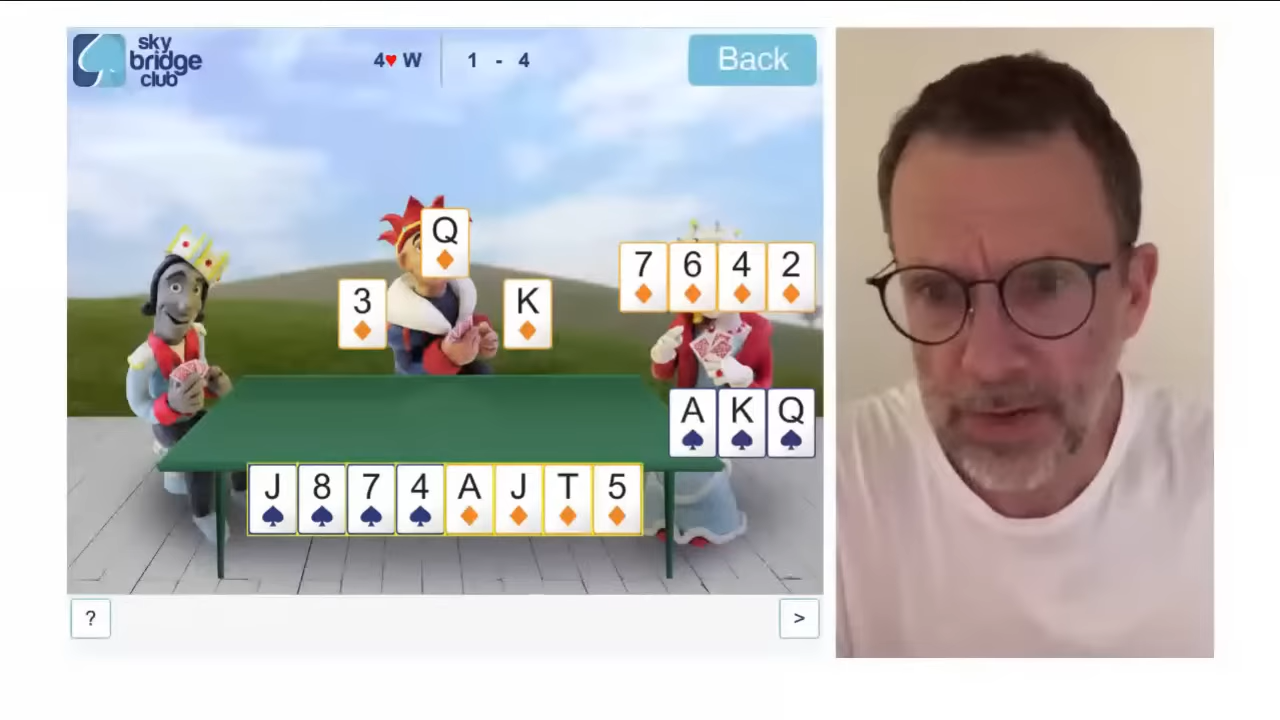 sky
bridge
club
4♥ W
1 - 4
Back
Q♦
3♦
K♦
7♦ 6♦ 4♦ 2♦
A♠ K♠ Q♠
J♠ 8♠ 7♠ 4♠ A♦ J♦ T♦ 5♦
?
>